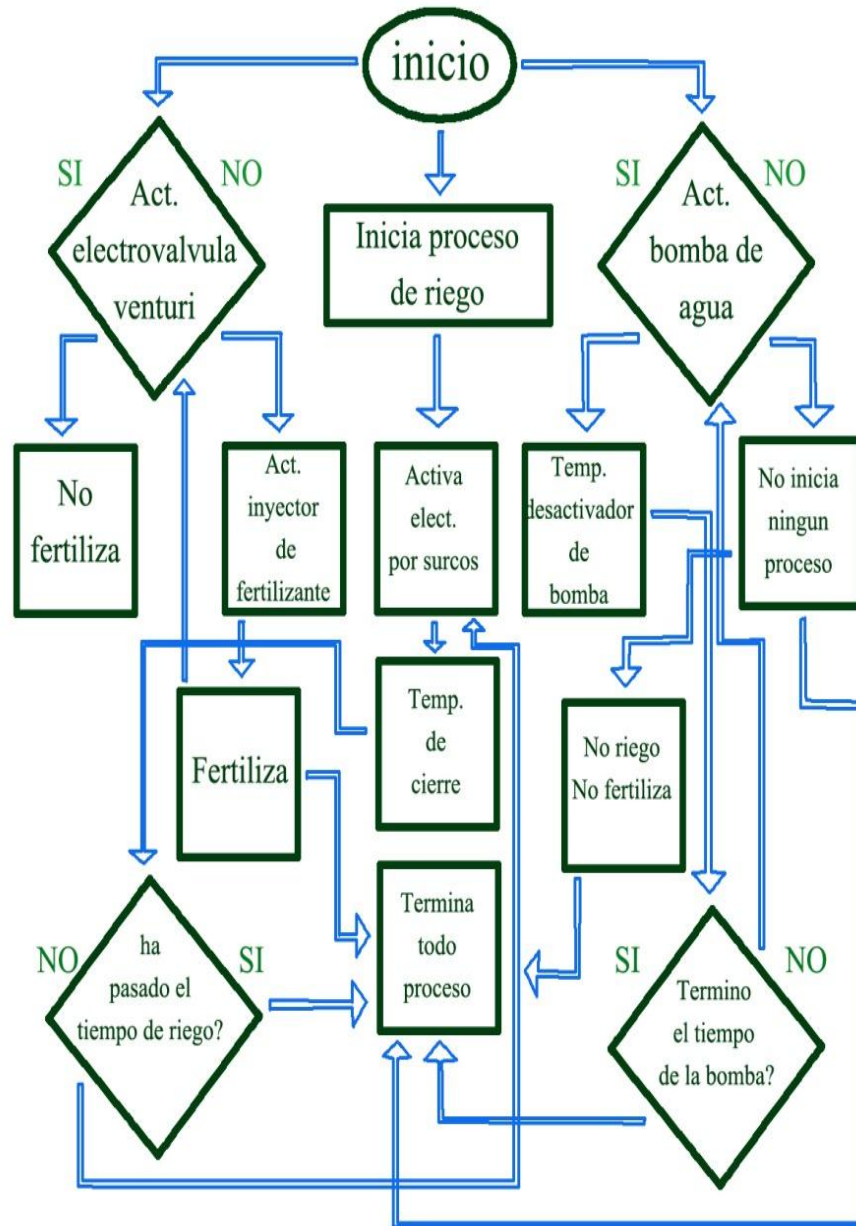 inicio
SI
NO
Act.
electrovalvula
venturi
Inicia proceso
de riego
SI
NO
Act.
bomba de
agua
No
fertiliza
Act.
inyector
de
fertilizante
Activa
elect.
por surcos
Temp.
desactivador
de
bomba
No inicia
ningun
proceso
Fertiliza
Temp.
de
cierre
No riego
No fertiliza
NO
SI
ha
pasado el
tiempo de riego?
Termina
todo
proceso
SI
NO
Termino
el tiempo
de la bomba?